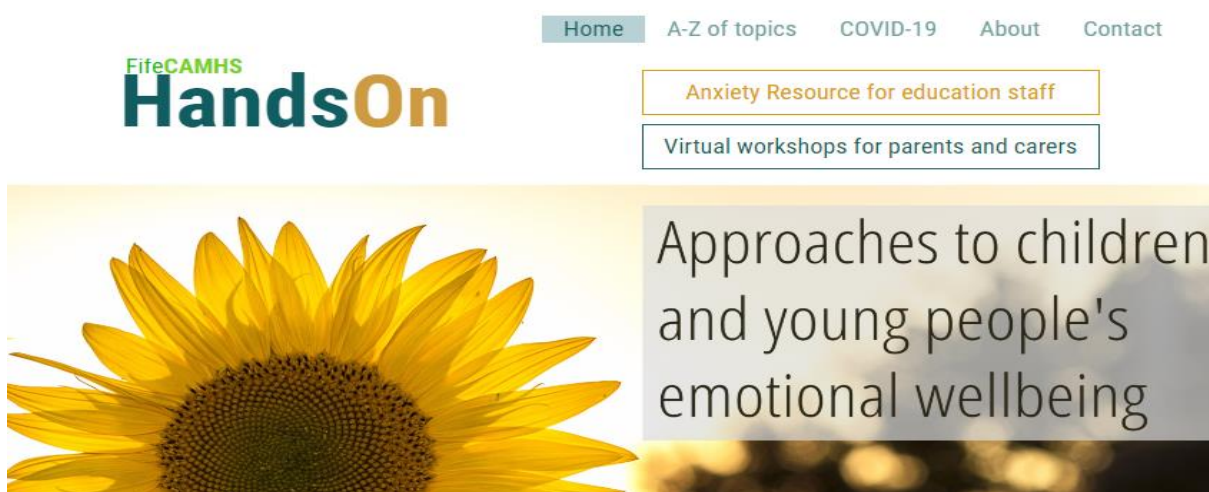 Home A-Z of topics COVID-19 About Contact
FifeCAMHS
HandsOn
Anxiety Resource for education staff
Virtual workshops for parents and carers
Approaches to children
and young people's
emotional wellbeing